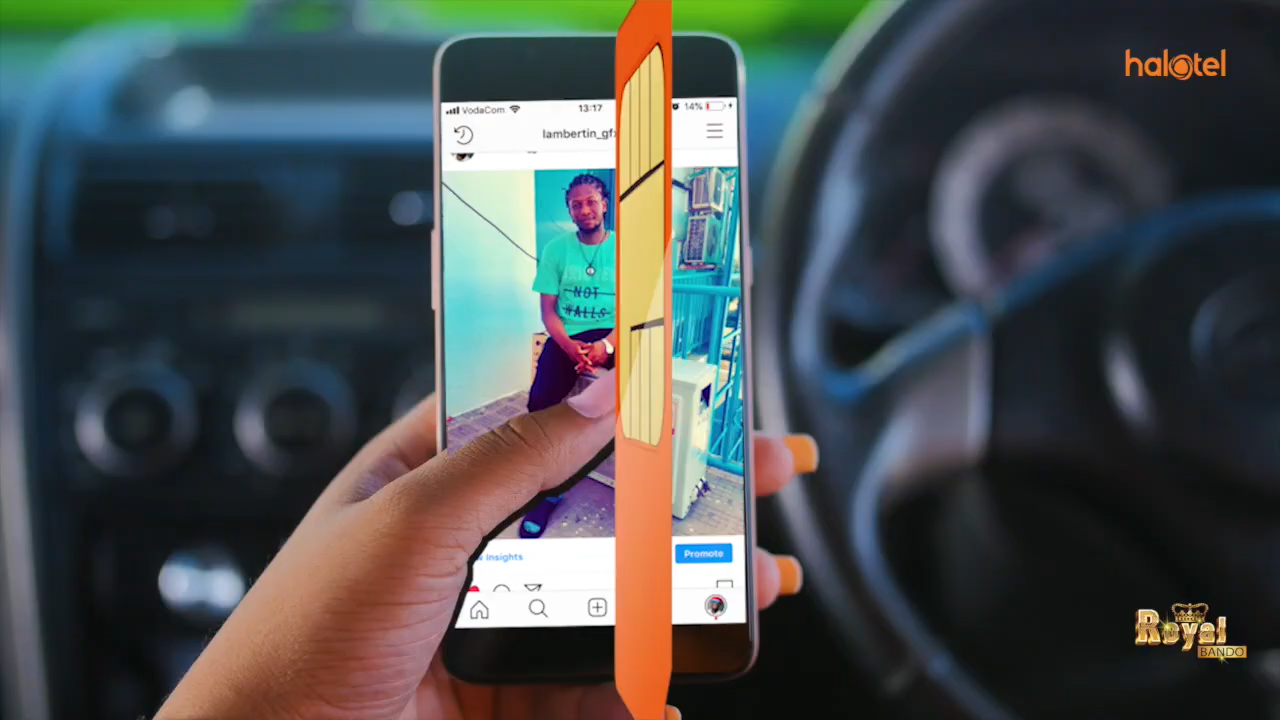 halotel
VodaCom
13:17
14%
lambertin_gf
NOT
WALLS
Insights
Promote
Royal
BANDO